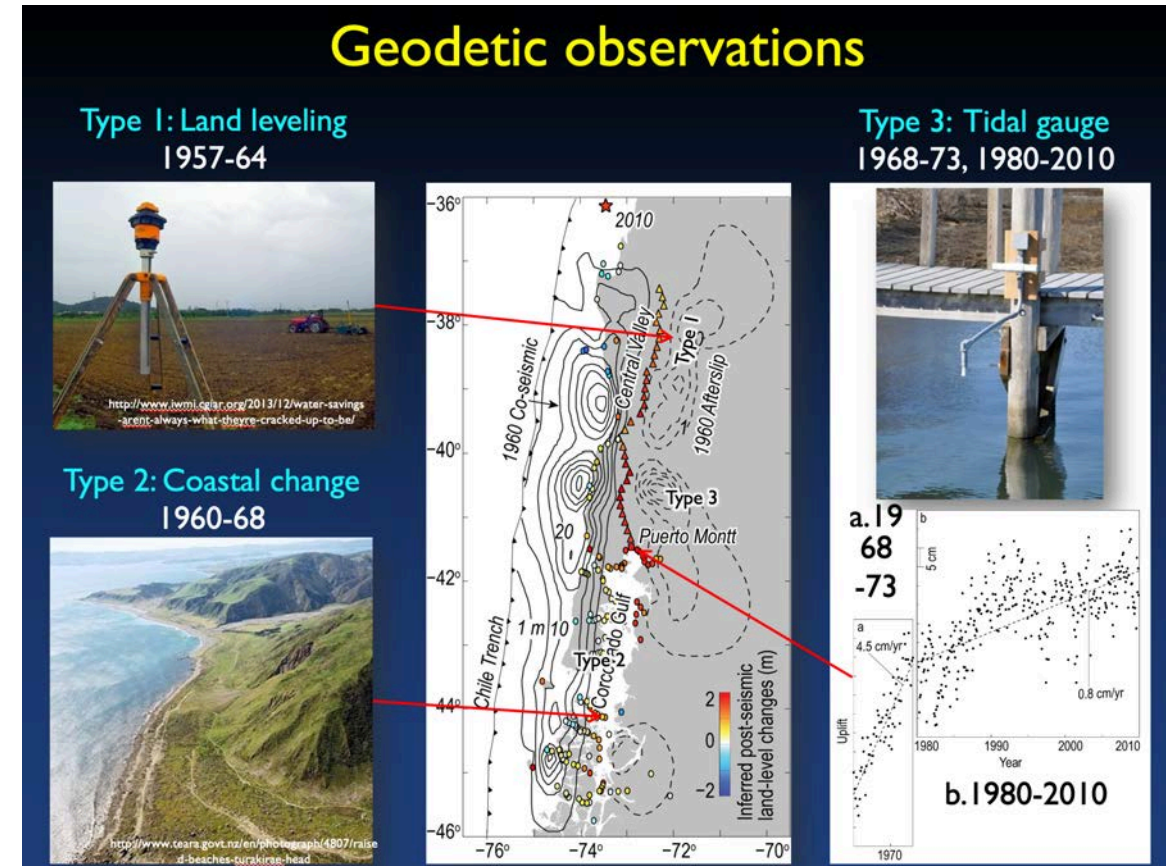 Geodetic observations
Type 1: Land leveling
1957-64
http://www.iwmi.cgiar.org/2013/12/water-savings
-arent-always-what-theyre-cracked-up-to-be/
Type 2: Coastal change
1960-68
http://www.teara.govt.nz/en/photograph/4807/raise
d-beaches-turakirae-head
−36°
−38°
−40°
−42°
−44°
−46°
−76°
−74°
−72°
−70°
2010
1960 Co-seismic
Central Valley
Type 1
1
1960 Afterslip
Type 3
20
Puerto Montt
1 m
10
Type 2
Corcovado Gulf
Chile Trench
Inferred post-seismic
land-level changes (m)
2
0
−2
Type 3: Tidal gauge
1968-73, 1980-2010
a.19
68
-73
a
4.5 cm/yr
Uplift
1970
b
5 cm
0.8 cm/yr
1980
1990
2000
2010
Year
b.1980-2010